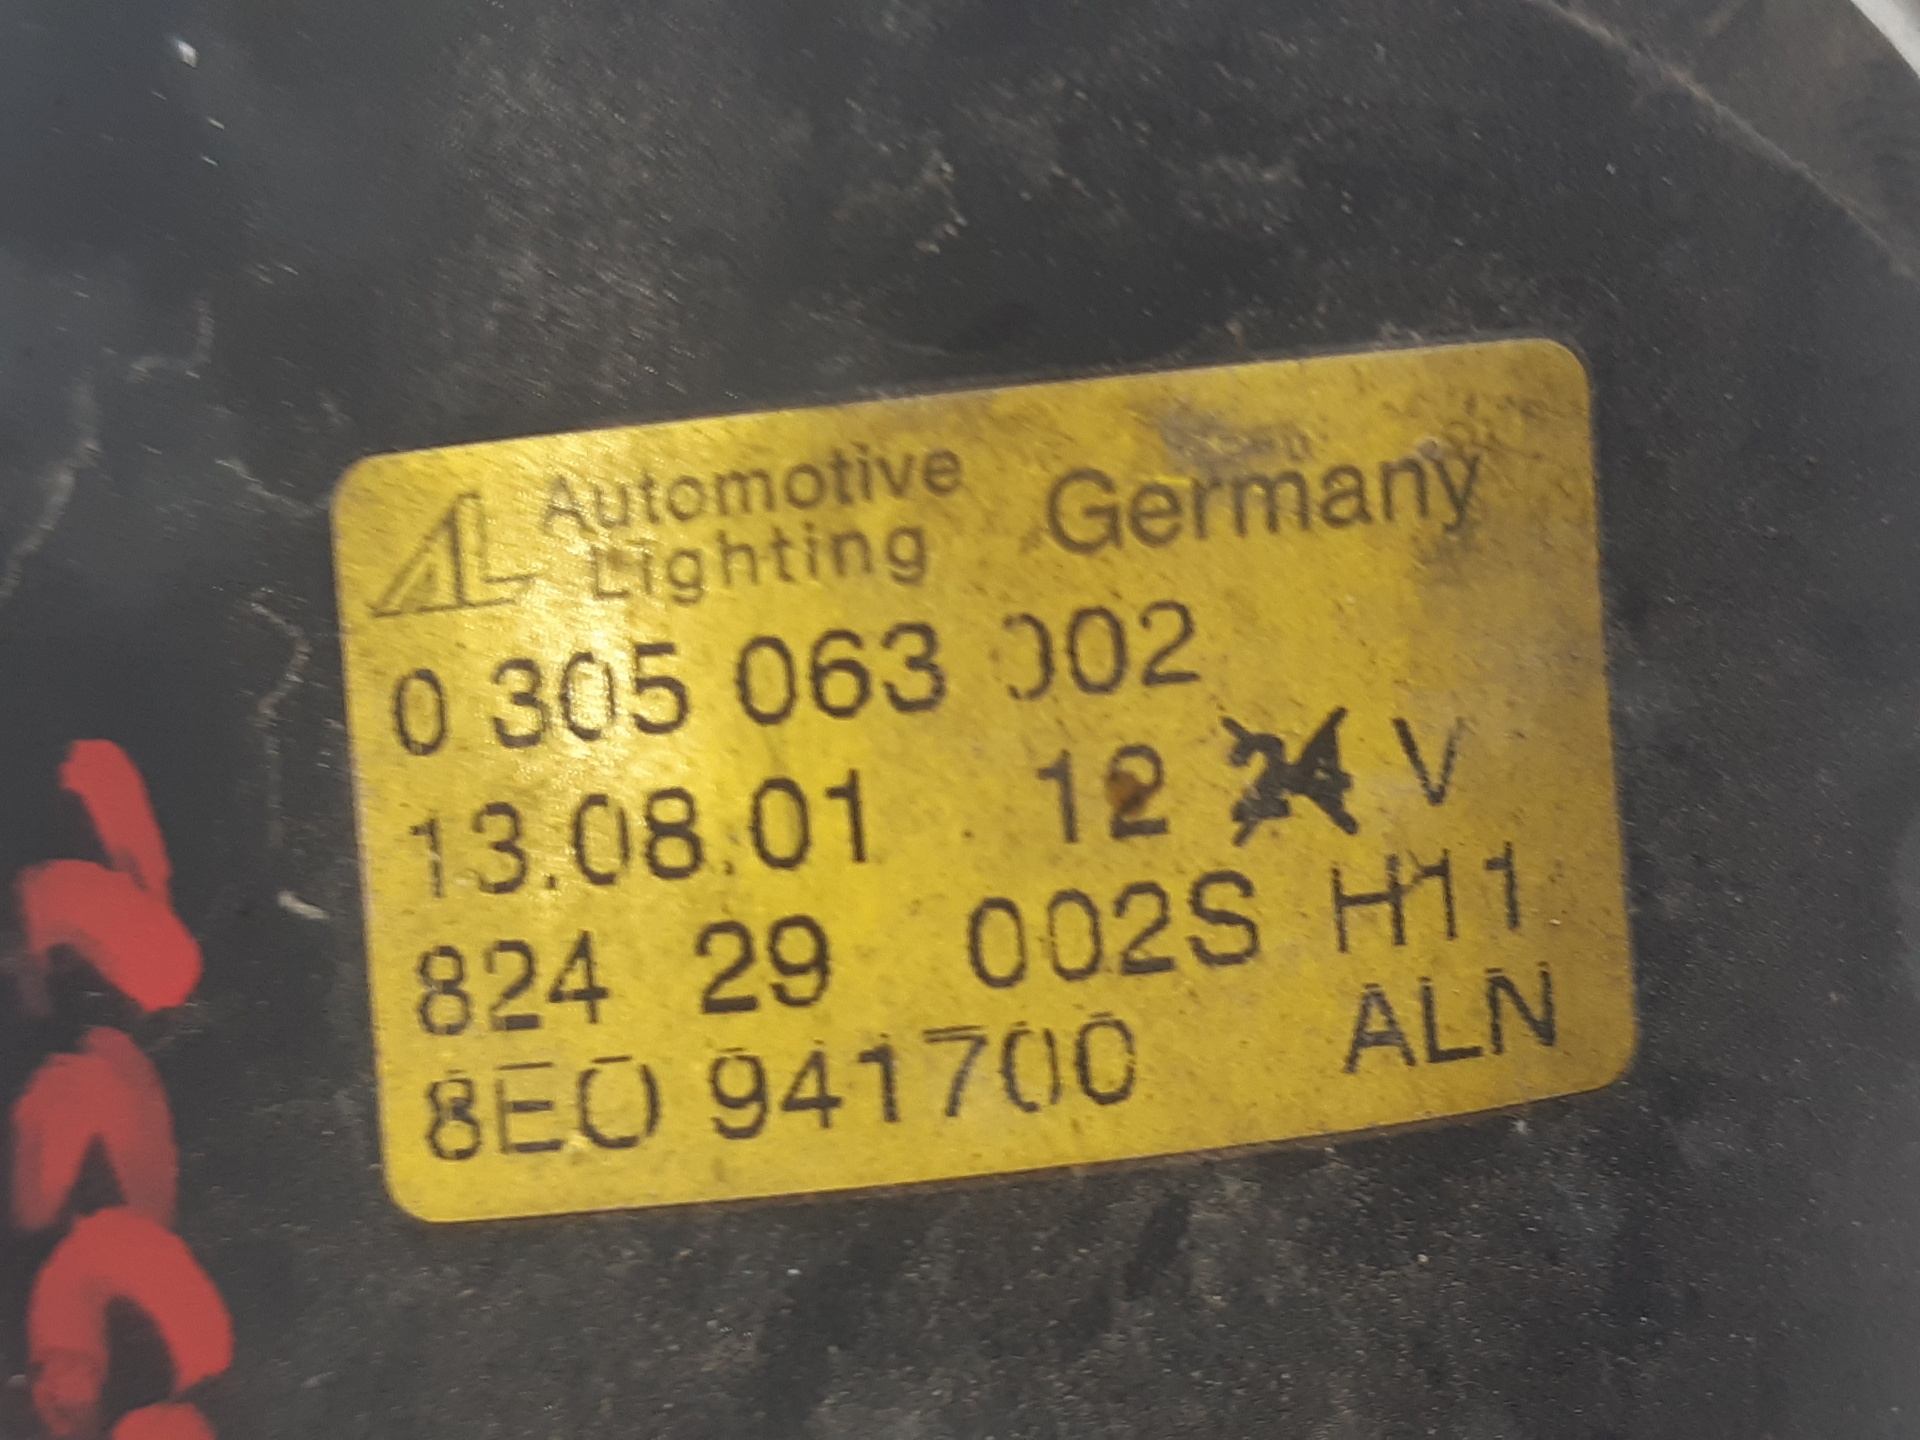 AL Automotive Lighting Germany
0 305 063 002
13.08.01 12 24 V
824 29 002S H11
8E0 941700 ALN